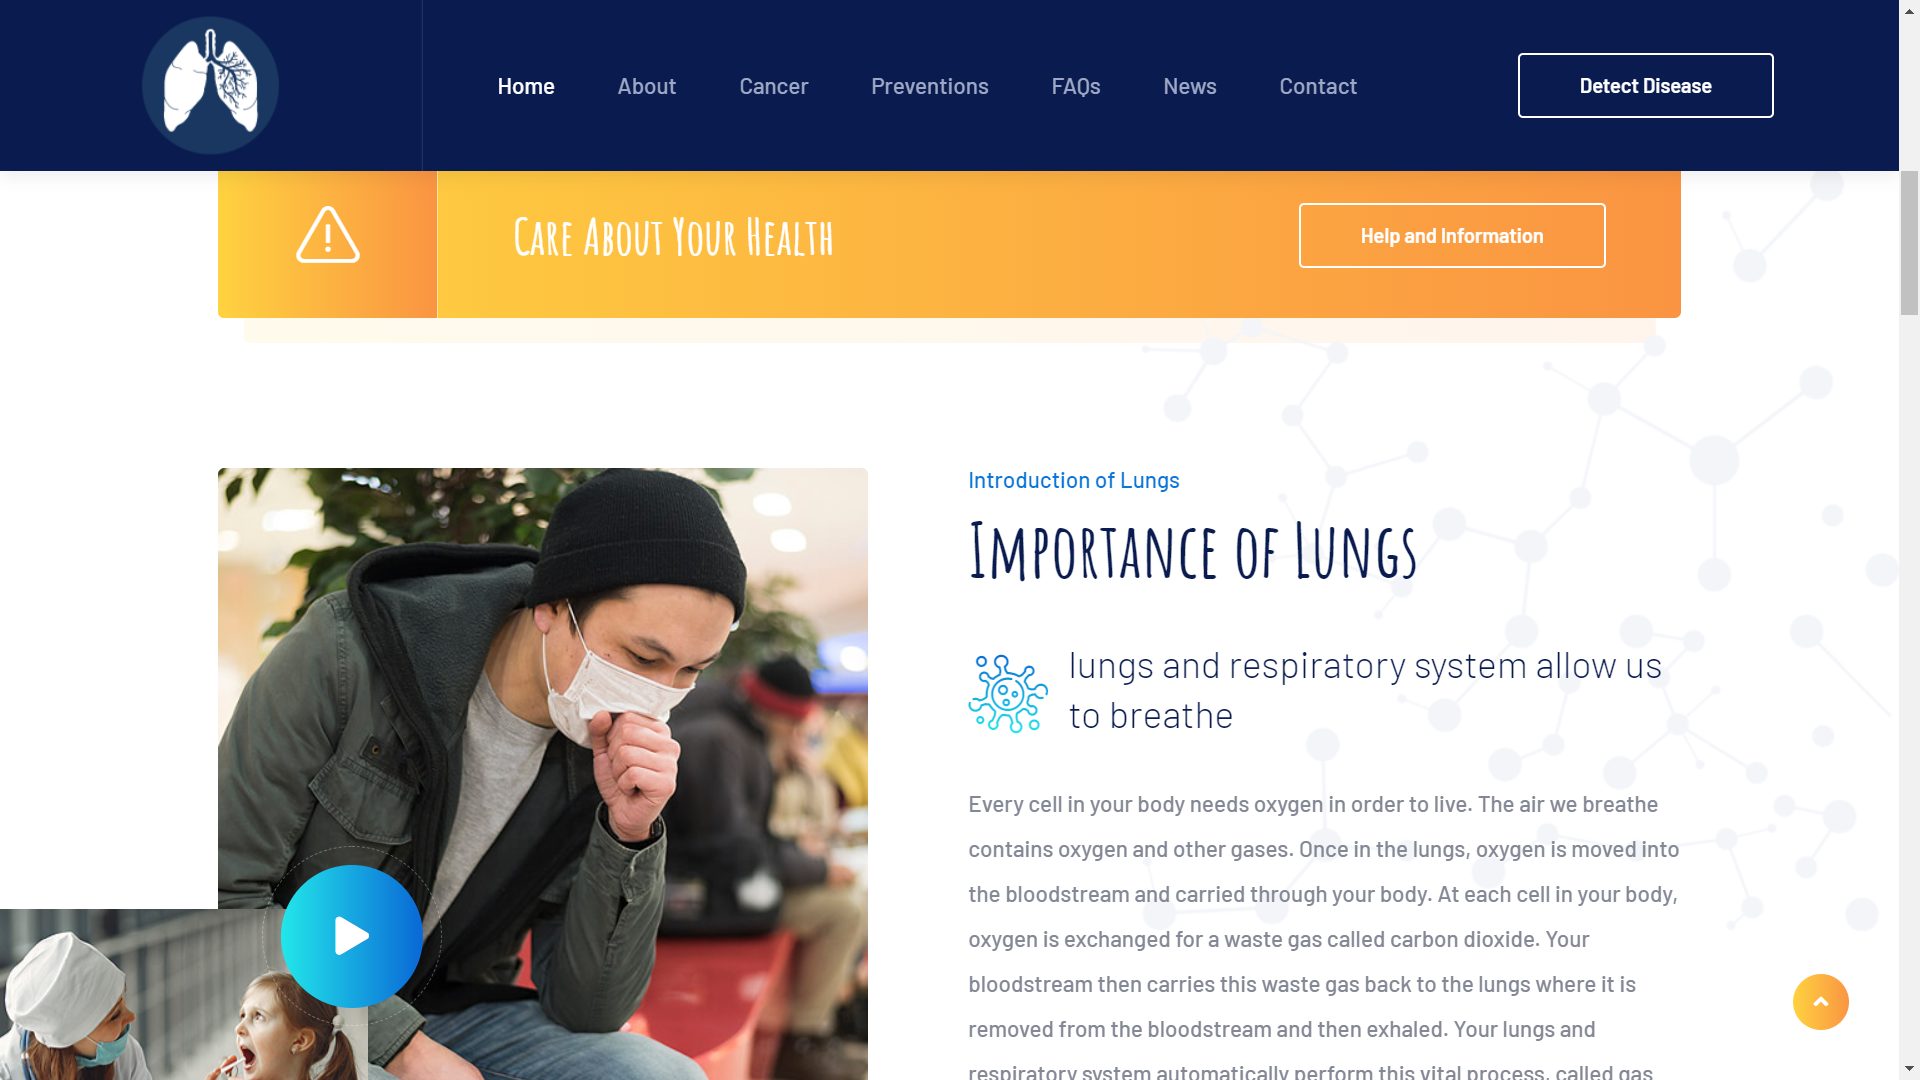 Home
About
Cancer
Preventions
FAQs
News
Contact
Detect Disease
Care About Your Health
Help and Information
Introduction of Lungs
Importance of Lungs
lungs and respiratory system allow us
to breathe
Every cell in your body needs oxygen in order to live. The air we breathe
contains oxygen and other gases. Once in the lungs, oxygen is moved into
the bloodstream and carried through your body. At each cell in your body,
oxygen is exchanged for a waste gas called carbon dioxide. Your
bloodstream then carries this waste gas back to the lungs where it is
removed from the bloodstream and then exhaled. Your lungs and
respiratory system automatically perform this vital process, called gas